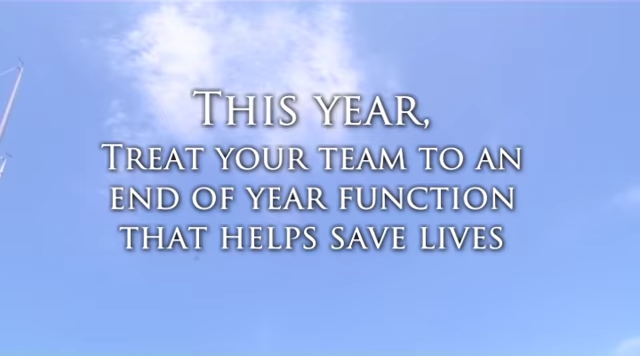 This year,
Treat your team to an
end of year function
that helps save lives